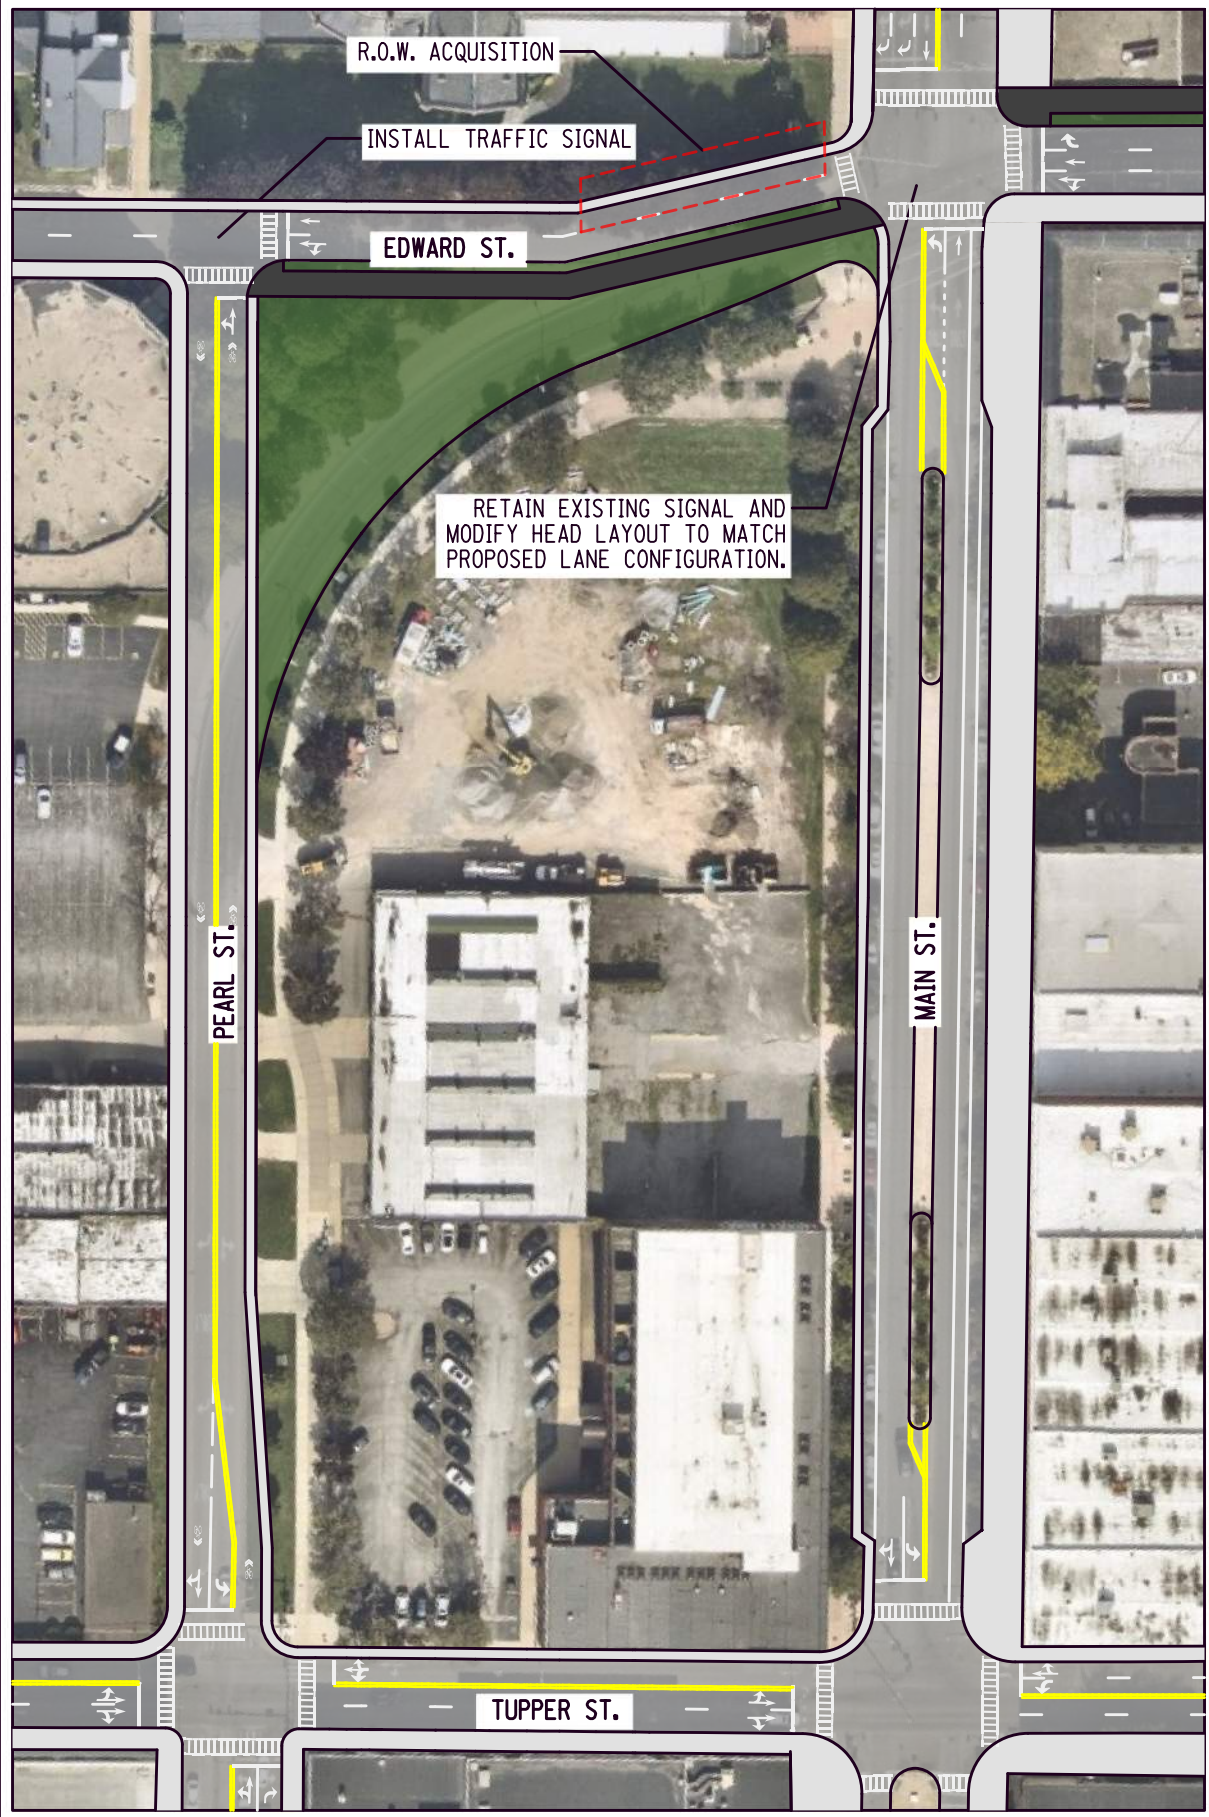 R.O.W. ACQUISITION
INSTALL TRAFFIC SIGNAL
EDWARD ST.
RETAIN EXISTING SIGNAL AND
MODIFY HEAD LAYOUT TO MATCH
PROPOSED LANE CONFIGURATION.
PEARL ST.
MAIN ST.
TUPPER ST.